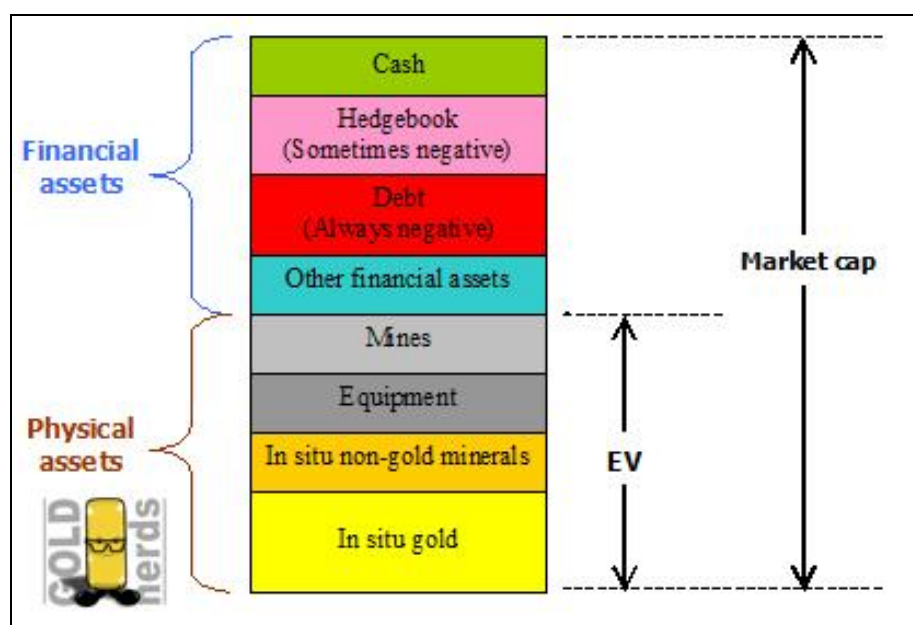 Cash
Hedgebook
(Sometimes negative)
Financial
assets
Debt
(Always negative)
Other financial assets
Market cap
Mines
Equipment
Physical
assets
In situ non-gold minerals
EV
In situ gold
GOLD
nerds